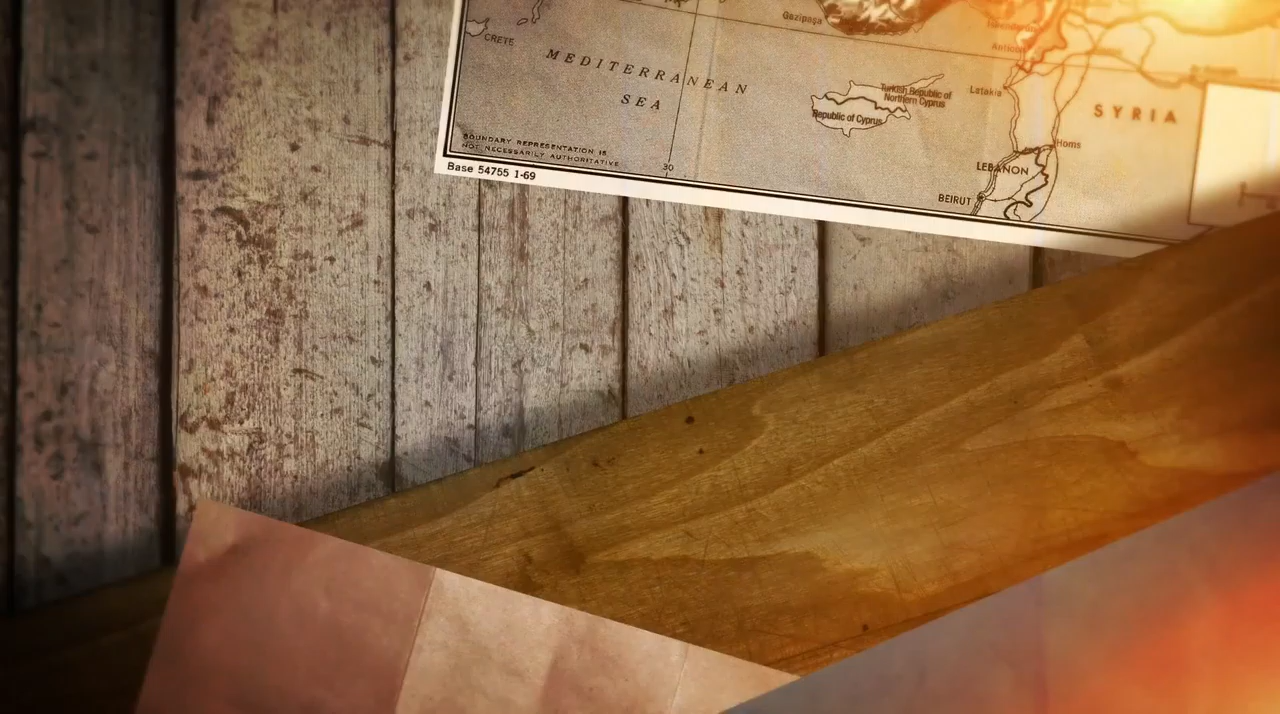 Gazipaşa
CRETE
MEDITERRANEAN
SEA
Turkish Republic of
Northern Cyprus
Republic of Cyprus
Latakia
SYRIA
Homs
LEBANON
BEIRUT
BOUNDARY REPRESENTATION IS
NOT NECESSARILY AUTHORITATIVE
30
Base 54755 1-69